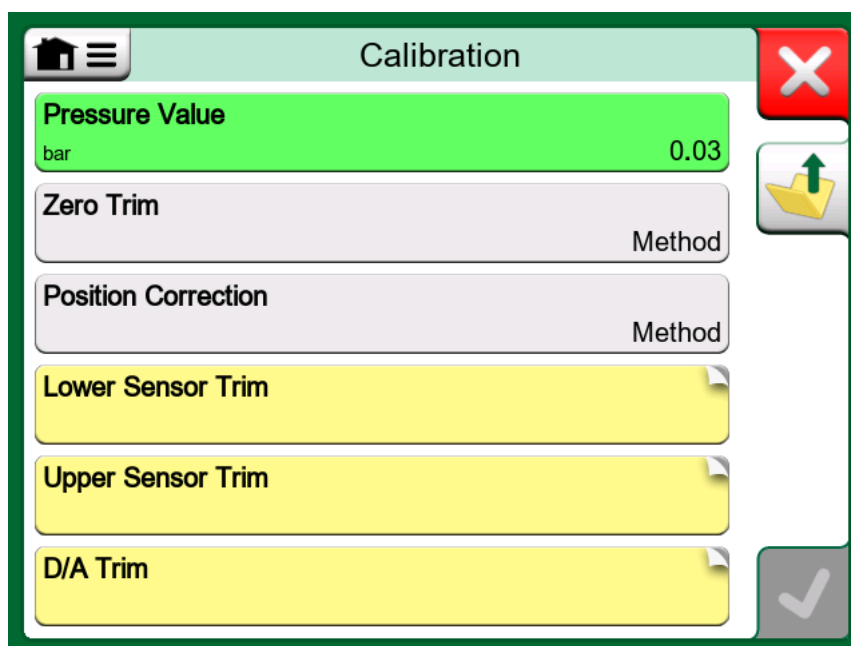 Calibration
Pressure Value
bar 0.03
Zero Trim
Method
Position Correction
Method
Lower Sensor Trim
Upper Sensor Trim
D/A Trim